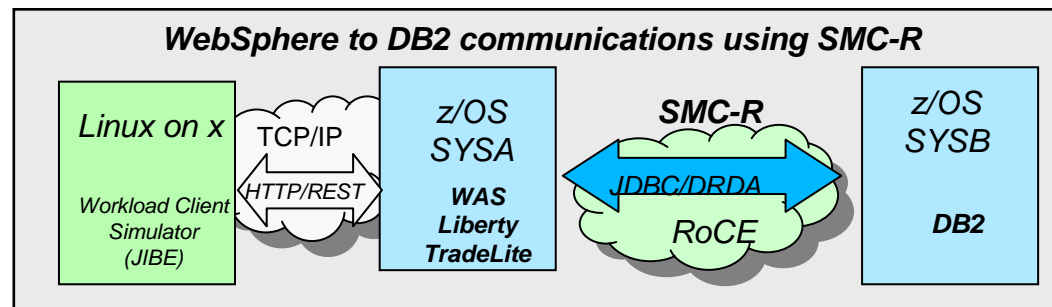 WebSphere to DB2 communications using SMC-R
Linux on x
Workload Client
Simulator
(JIBE)
TCP/IP
HTTP/REST
z/OS
SYSA
WAS
Liberty
TradeLite
SMC-R
JDBC/DRDA
RoCE
z/OS
SYSB
DB2